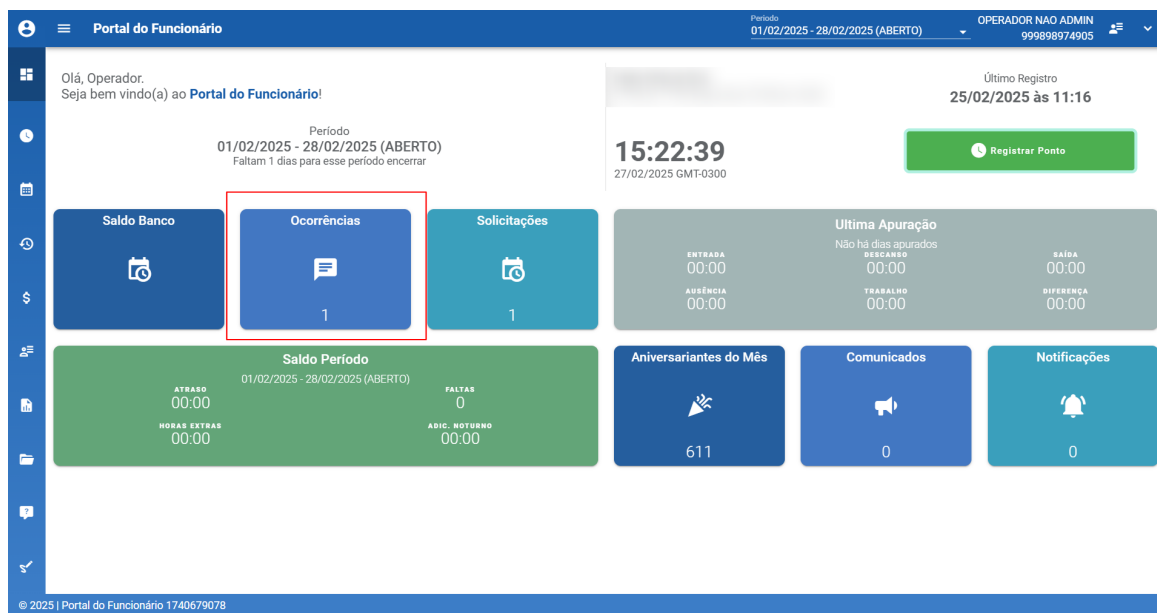 Portal do Funcionário
Período
01/02/2025 - 28/02/2025 (ABERTO)
OPERADOR NAO ADMIN
999898974905
Olá, Operador.
Seja bem vindo(a) ao Portal do Funcionário!
Período
01/02/2025 - 28/02/2025 (ABERTO)
Faltam 1 dias para esse período encerrar
Último Registro
25/02/2025 às 11:16
15:22:39
27/02/2025 GMT-0300
Registrar Ponto
Saldo Banco
Ocorrências
1
Solicitações
1
Ultima Apuração
Não há dias apurados
ENTRADA
00:00
DESCANSO
00:00
SAÍDA
00:00
AUSÊNCIA
00:00
TRABALHO
00:00
DIFERENÇA
00:00
Saldo Período
01/02/2025 - 28/02/2025 (ABERTO)
ATRASO
00:00
FALTAS
0
HORAS EXTRAS
00:00
ADIC. NOTURNO
00:00
Aniversariantes do Mês
611
Comunicados
0
Notificações
0
© 2025 | Portal do Funcionário 1740679078